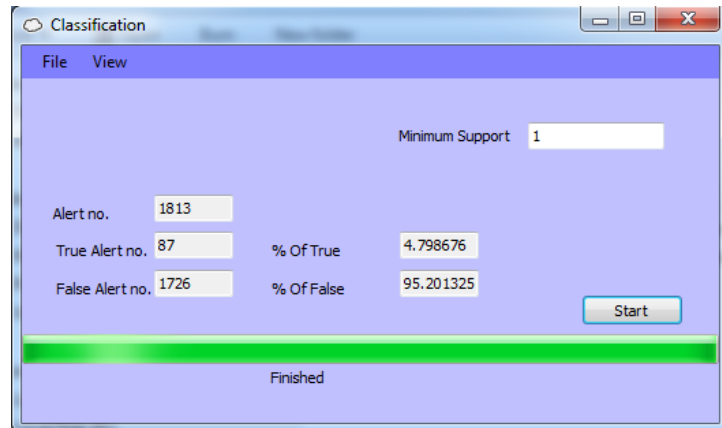 Classification
File View
Minimum Support 1
Alert no. 1813
True Alert no. 87 % Of True 4.798676
False Alert no. 1726 % Of False 95.201325
Start
Finished